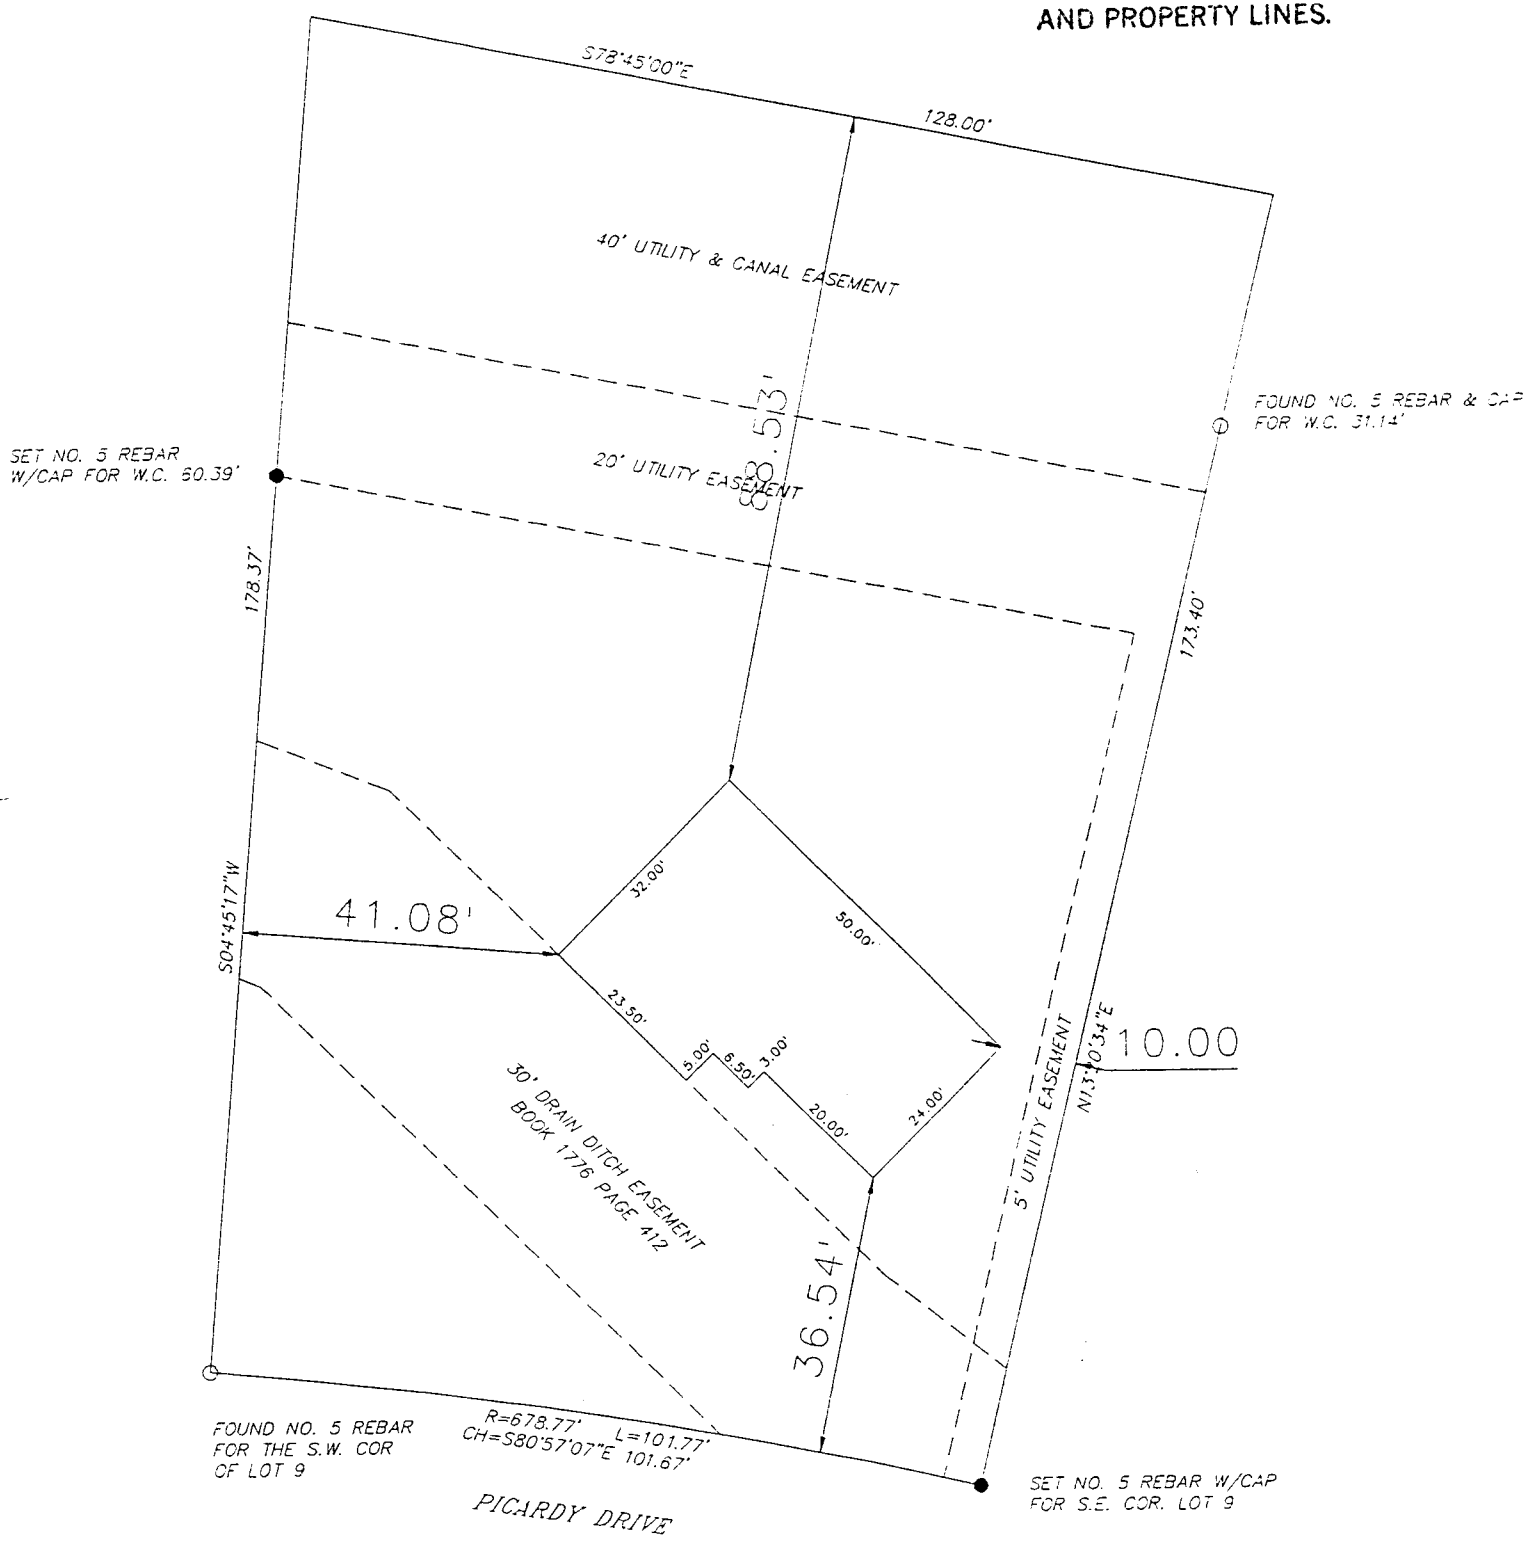 AND PROPERTY LINES.
S78°45'00"E
128.00'
40' UTILITY & CANAL EASEMENT
88.53'
FOUND NO. 5 REBAR & CAP
FOR W.C. 31.14'
SET NO. 5 REBAR
W/CAP FOR W.C. 60.39'
20' UTILITY EASEMENT
178.37'
173.40'
32.00'
S04°45'17"W
41.08'
50.00'
23.50'
5.00'
6.50'
3.00'
20.00'
24.00'
N13°20'34"E
10.00
5' UTILITY EASEMENT
30' DRAIN DITCH EASEMENT
BOOK 1776 PAGE 412
36.54'
FOUND NO. 5 REBAR
FOR THE S.W. COR
OF LOT 9
R=678.77' L=101.77'
CH=S80°57'07"E 101.67'
SET NO. 5 REBAR W/CAP
FOR S.E. COR. LOT 9
PICARDY DRIVE